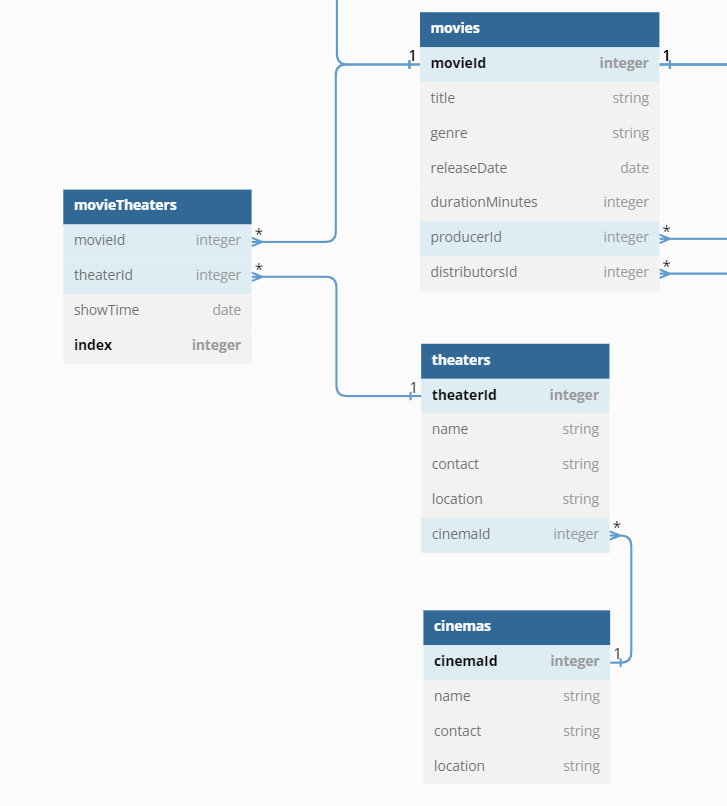 movies
1 movieId integer 1
title string
genre string
releaseDate date
durationMinutes integer
producerId integer *
distributorsId integer *
movieTheaters
movieId integer *
theaterId integer *
showTime date
index integer
theaters
1 theaterId integer
name string
contact string
location string
cinemaId integer *
cinemas
cinemaId integer 1
name string
contact string
location string